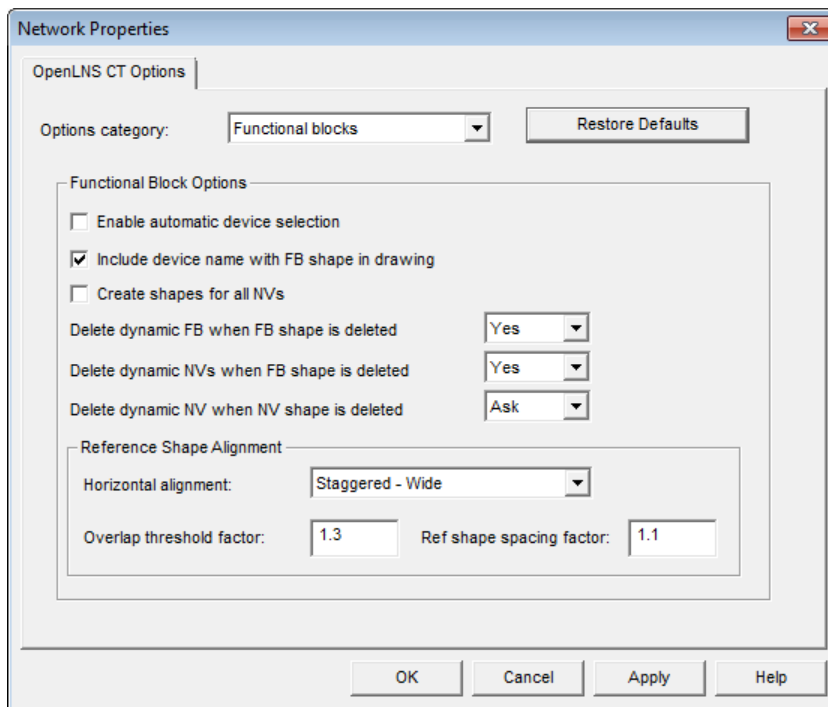 Network Properties
OpenLNS CT Options
Options category: Functional blocks Restore Defaults
Functional Block Options
Enable automatic device selection
Include device name with FB shape in drawing
Create shapes for all NVs
Delete dynamic FB when FB shape is deleted Yes
Delete dynamic NVs when FB shape is deleted Yes
Delete dynamic NV when NV shape is deleted Ask
Reference Shape Alignment
Horizontal alignment: Staggered - Wide
Overlap threshold factor: 1.3 Ref shape spacing factor: 1.1
OK Cancel Apply Help